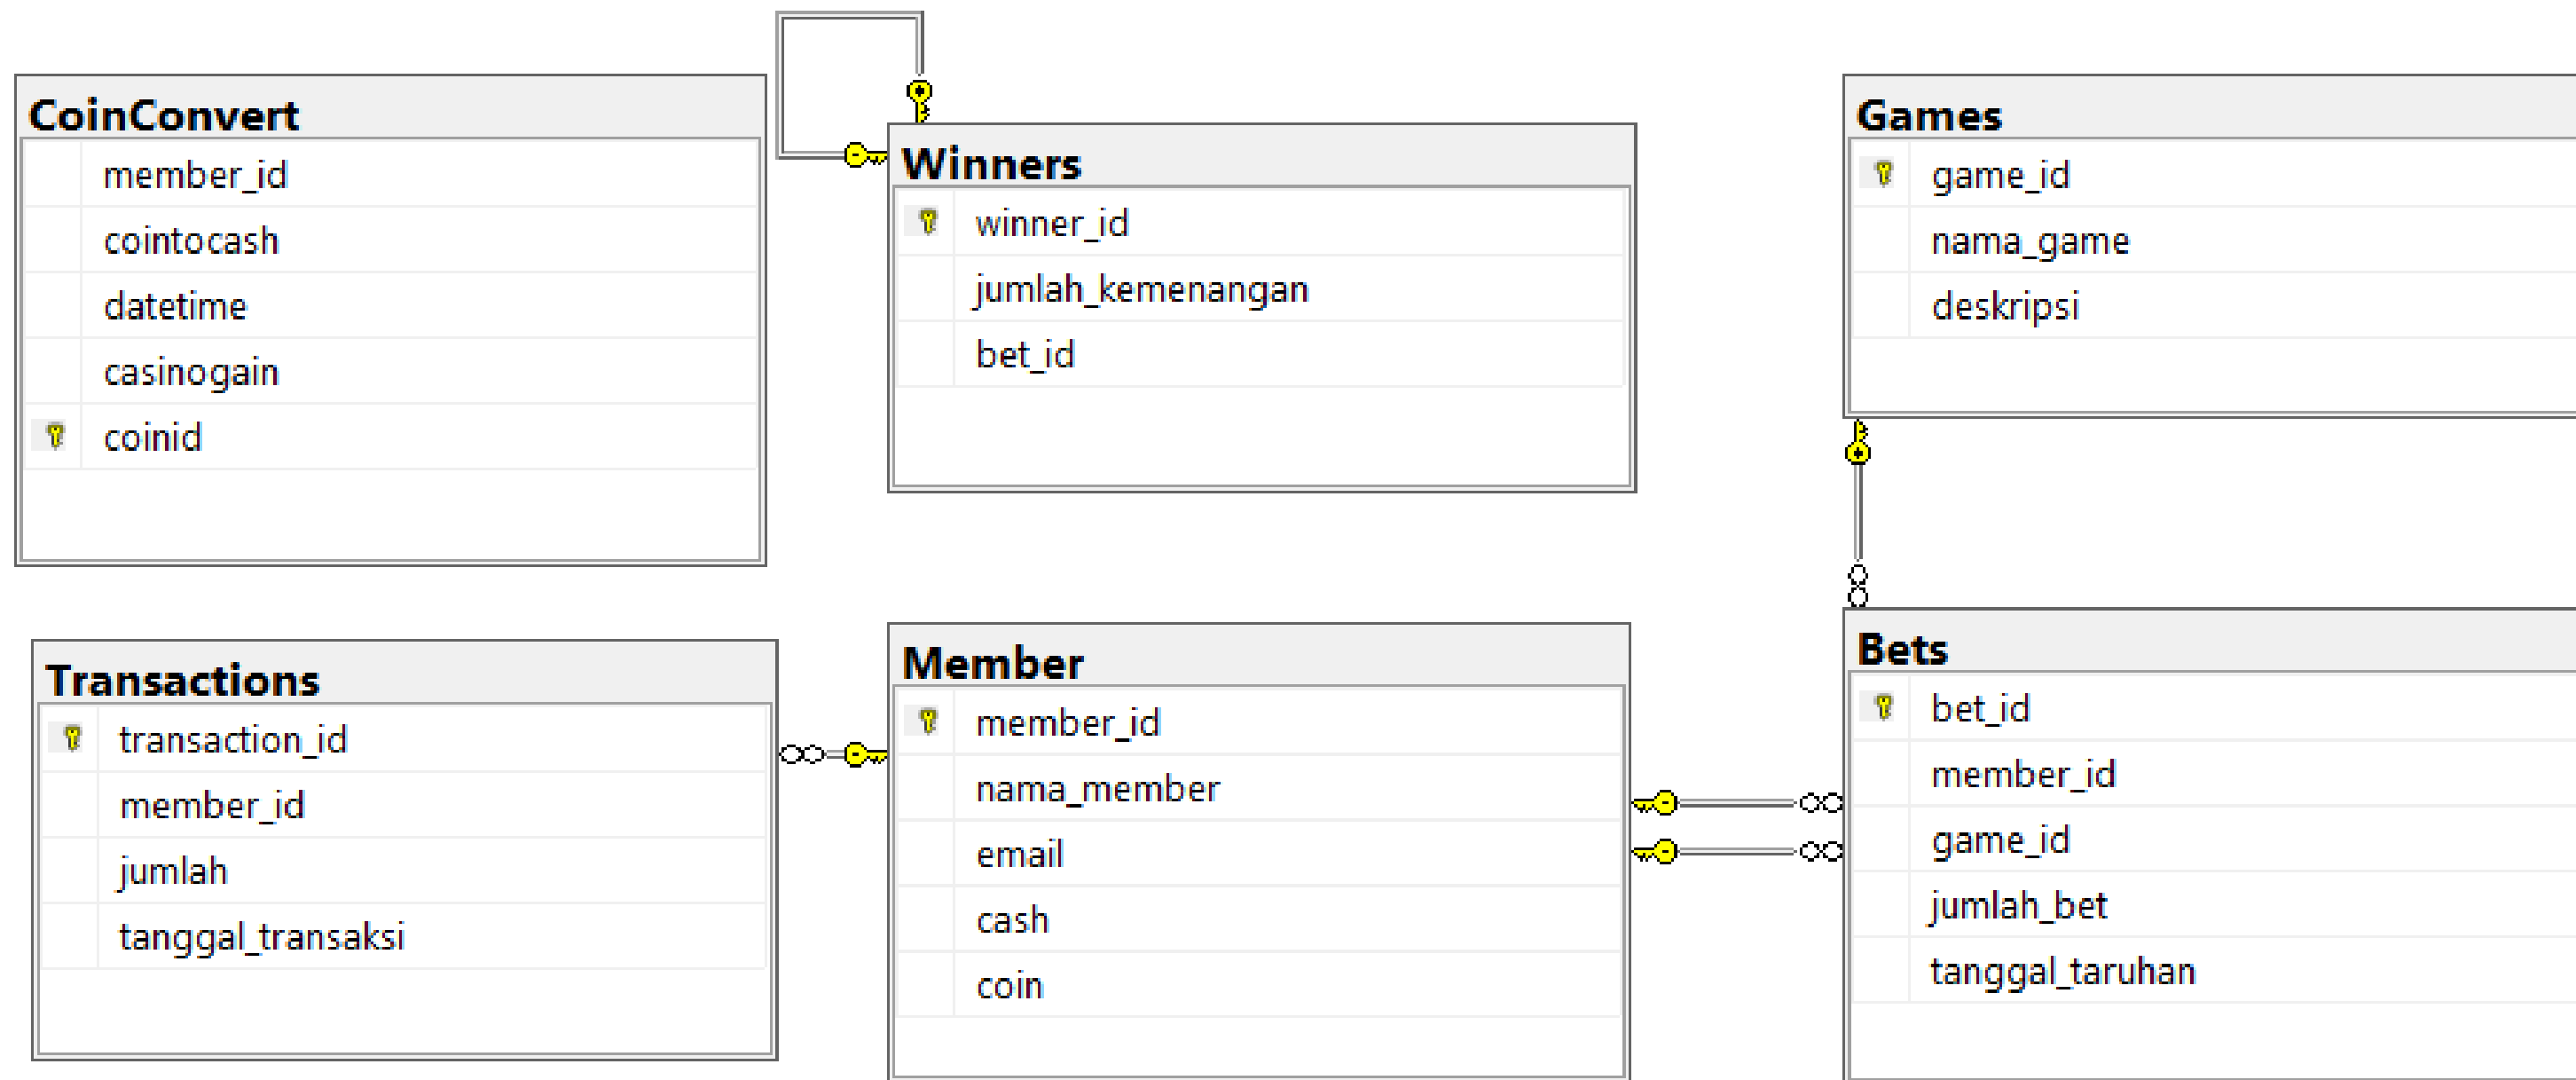 CoinConvert
member_id
cointocash
datetime
casinogain
coinid
Winners
winner_id
jumlah_kemenangan
bet_id
Games
game_id
nama_game
deskripsi
Transactions
transaction_id
member_id
jumlah
tanggal_transaksi
Member
member_id
nama_member
email
cash
coin
Bets
bet_id
member_id
game_id
jumlah_bet
tanggal_taruhan